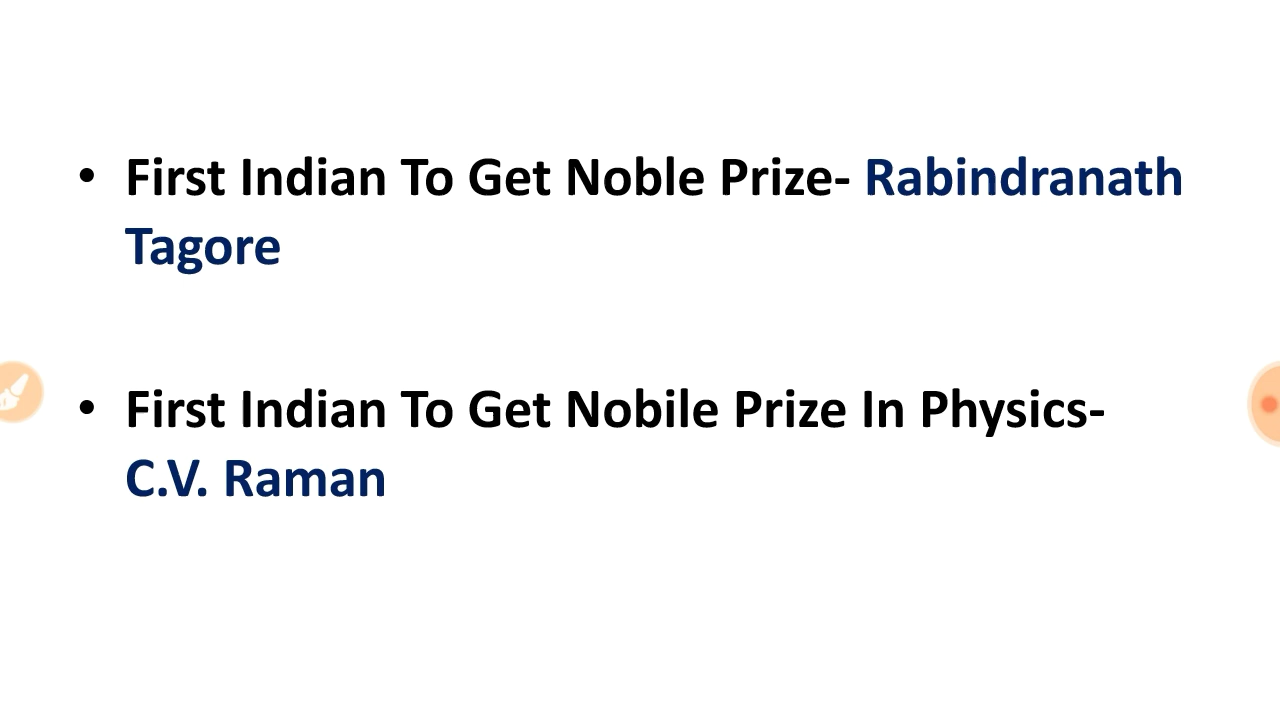 • First Indian To Get Noble Prize- Rabindranath
Tagore
• First Indian To Get Nobile Prize In Physics-
C.V. Raman